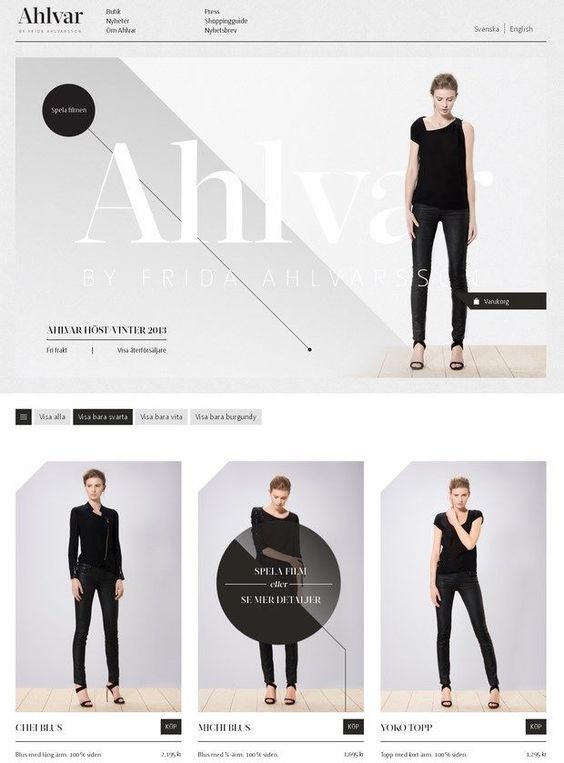 Ahlvar
BY FRIDA AHLVARSSON
Butik
Nyheter
Om Ahlvar
Press
Shoppingguide
Nyhetsbrev
Svenska | English
Spela filmen
Ahlvar
BY FRIDA AHLVARSSON
Varukorg
AHLVAR HÖST/VINTER 2013
Fri frakt | Visa återförsäljare
Visa alla
Visa bara svarta
Visa bara vita
Visa bara burgundy
SPELA FILM
eller
SE MER DETALJER
CHEI BLUS
KÖP
Blus med lång ärm. 100% siden.
2.195 kr
MICHI BLUS
KÖP
Blus med ¾-ärm. 100% siden.
1.695 kr
YOKO TOPP
KÖP
Topp med kort ärm. 100% siden.
1.295 kr